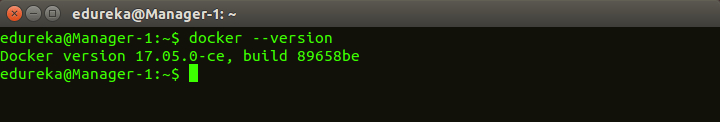 edureka@Manager-1: ~
edureka@Manager-1:~$ docker --version
Docker version 17.05.0-ce, build 89658be
edureka@Manager-1:~$